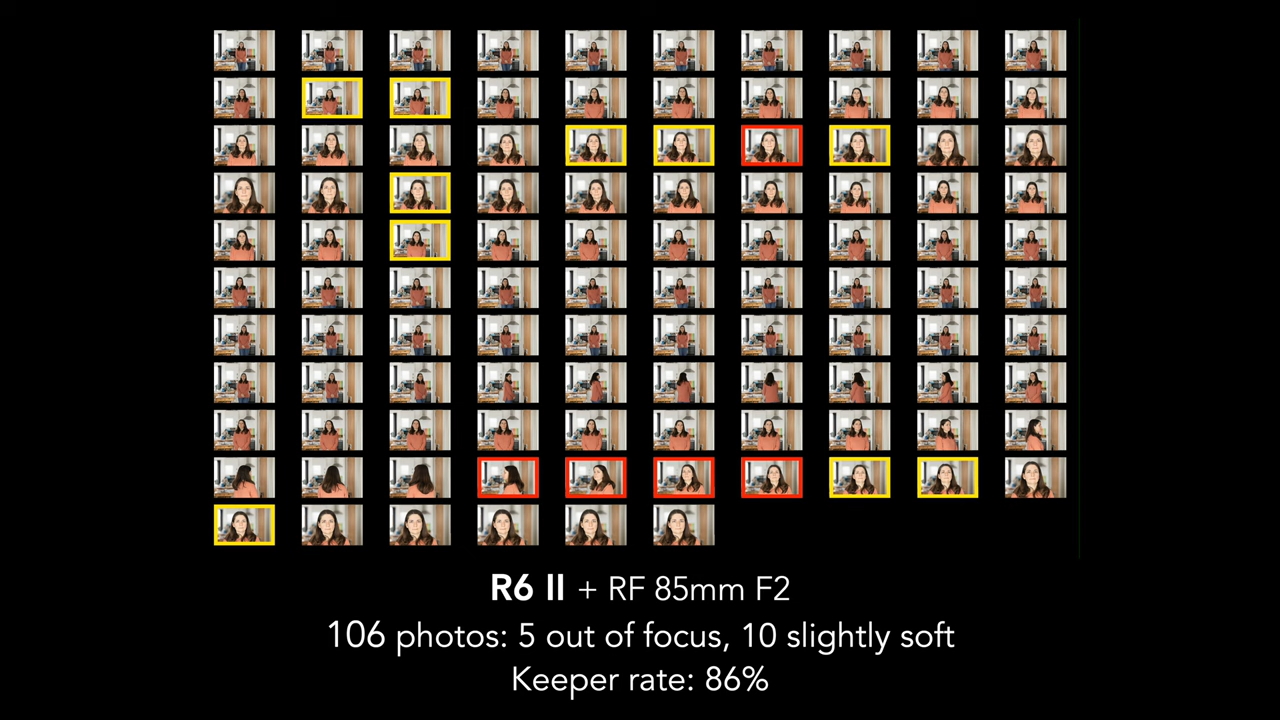 R6 II + RF 85mm F2
106 photos: 5 out of focus, 10 slightly soft
Keeper rate: 86%